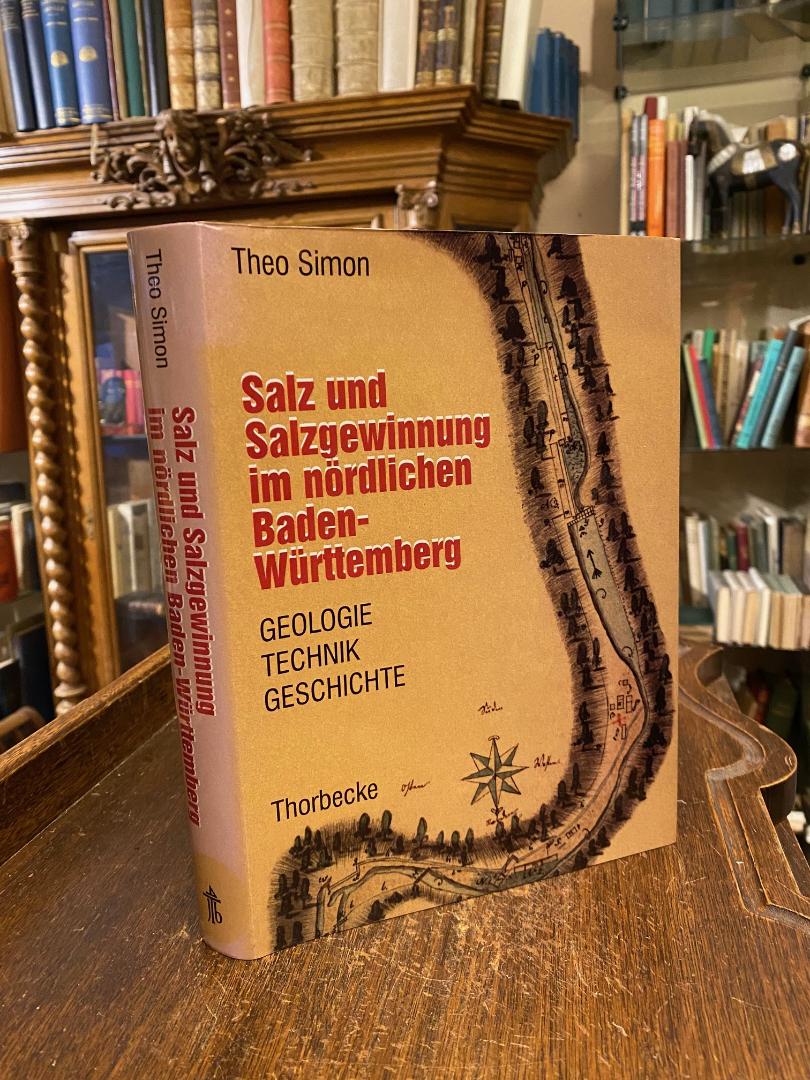 Theo Simon
Salz und Salzgewinnung
im nördlichen Baden-Württemberg
Theo Simon
Salz und
Salzgewinnung
im nördlichen
Baden-
Württemberg
GEOLOGIE
TECHNIK
GESCHICHTE
Thorbecke